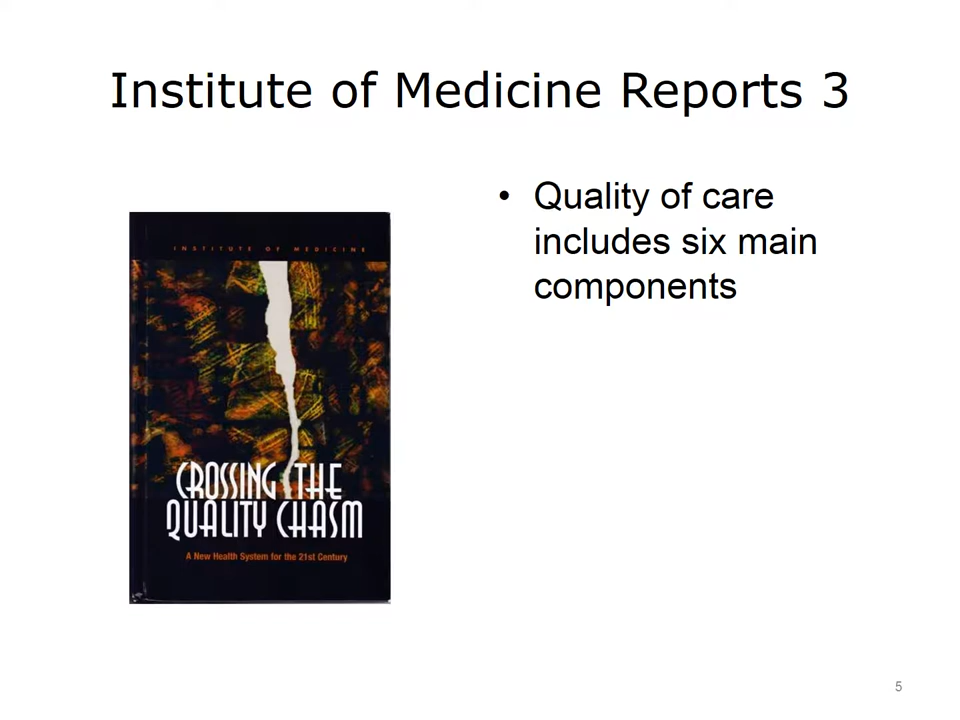 Institute of Medicine Reports 3
• Quality of care
includes six main
components
INSTITUTE OF MEDICINE
CROSSING THE
QUALITY CHASM
A New Health System for the 21st Century
5